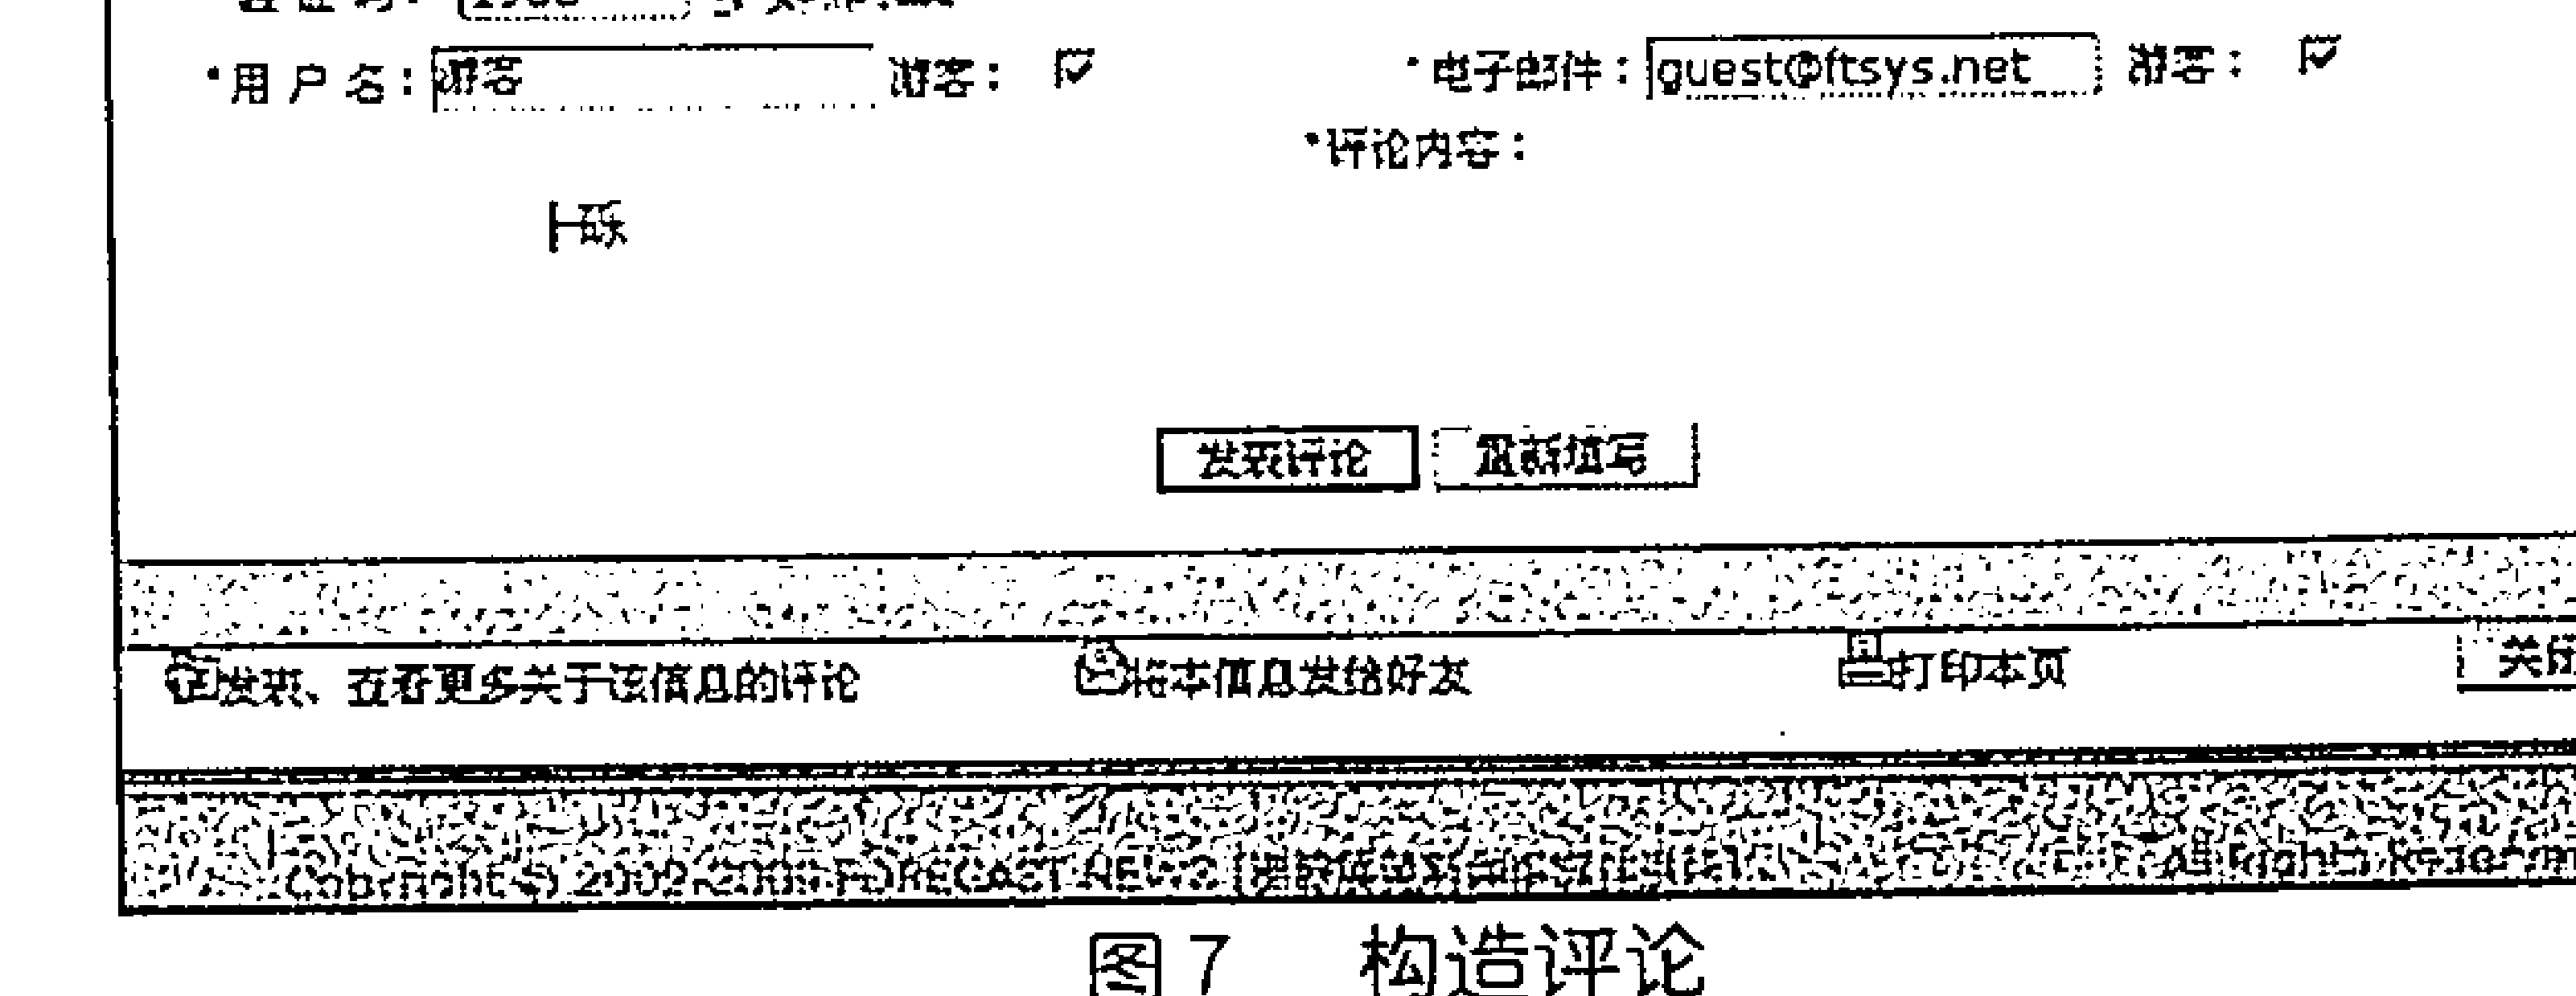 *用 户 名：游客 游客： *电子邮件：guest@ftsys.net 游客：
*评论内容：
发表评论 重新填写
发表、查看更多关于该信息的评论 将本信息发给好友 打印本页 关闭
图7 构造评论